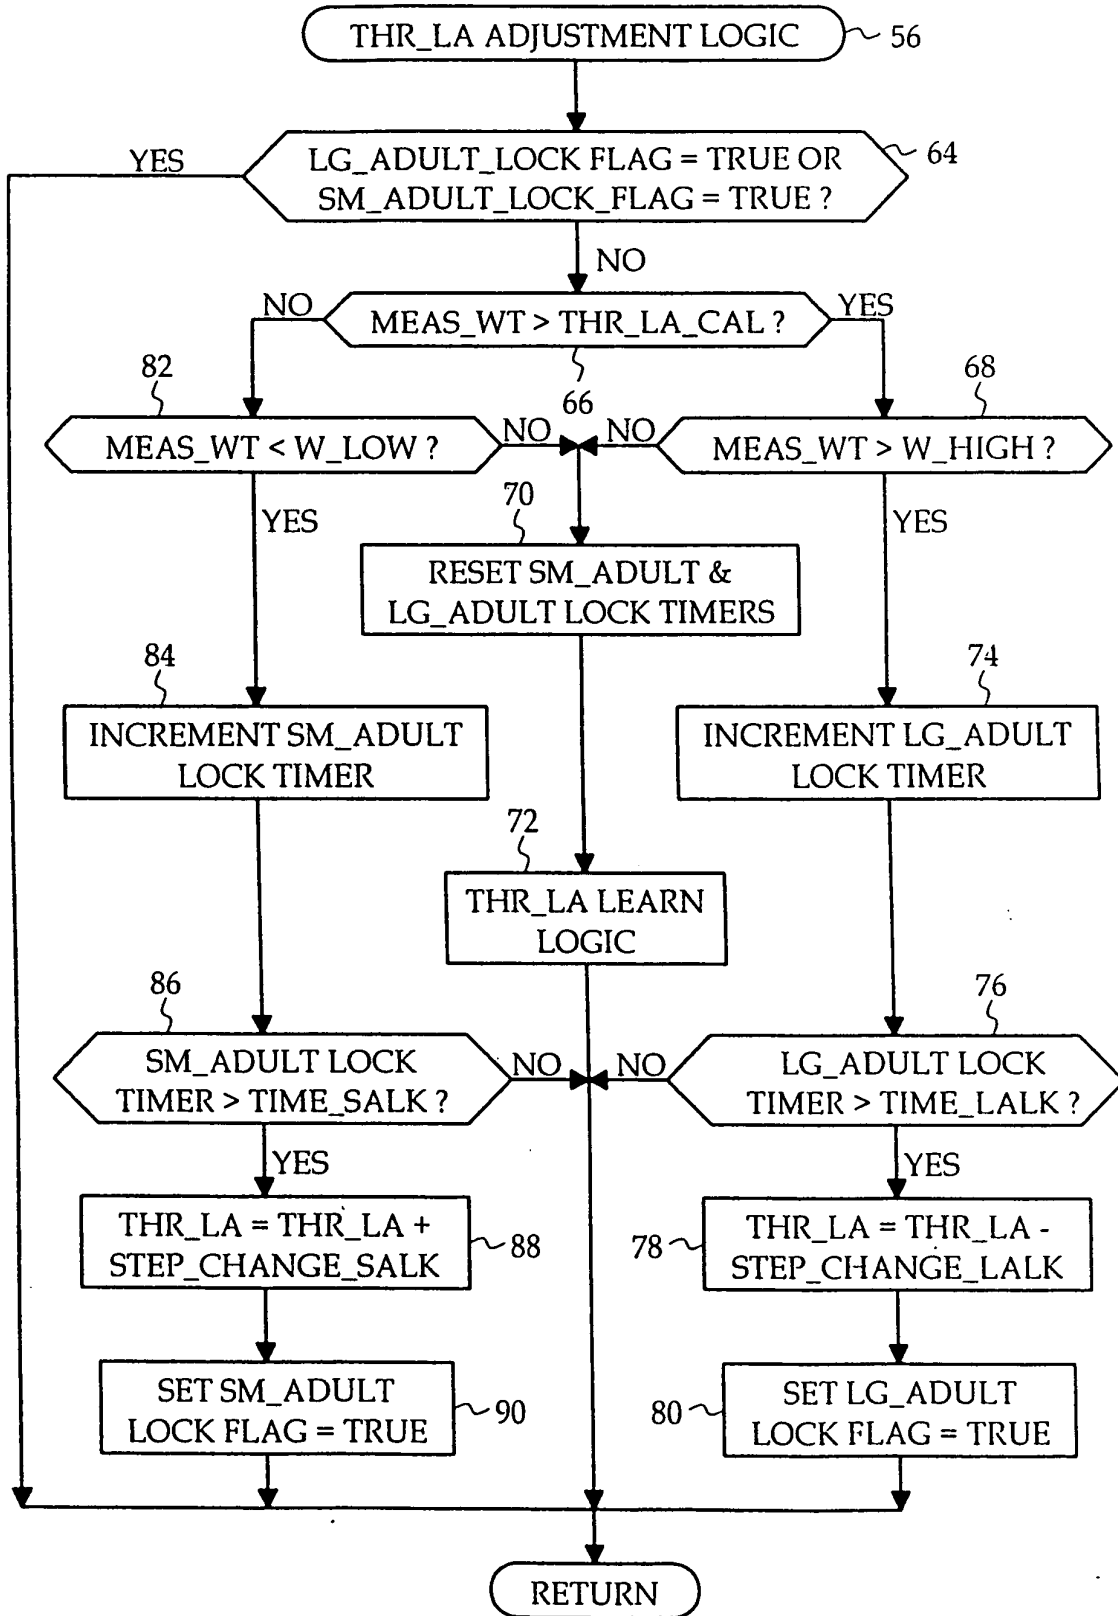 THR_LA ADJUSTMENT LOGIC
56
YES
LG_ADULT_LOCK FLAG = TRUE OR
SM_ADULT_LOCK_FLAG = TRUE ?
64
NO
NO
MEAS_WT > THR_LA_CAL ?
YES
82
66
68
MEAS_WT < W_LOW ?
NO
NO
MEAS_WT > W_HIGH ?
YES
70
YES
RESET SM_ADULT &
LG_ADULT LOCK TIMERS
84
74
INCREMENT SM_ADULT
LOCK TIMER
INCREMENT LG_ADULT
LOCK TIMER
72
THR_LA LEARN
LOGIC
86
76
SM_ADULT LOCK
TIMER > TIME_SALK ?
NO
NO
LG_ADULT LOCK
TIMER > TIME_LALK ?
YES
YES
THR_LA = THR_LA +
STEP_CHANGE_SALK
88
78
THR_LA = THR_LA -
STEP_CHANGE_LALK
SET SM_ADULT
LOCK FLAG = TRUE
90
80
SET LG_ADULT
LOCK FLAG = TRUE
RETURN